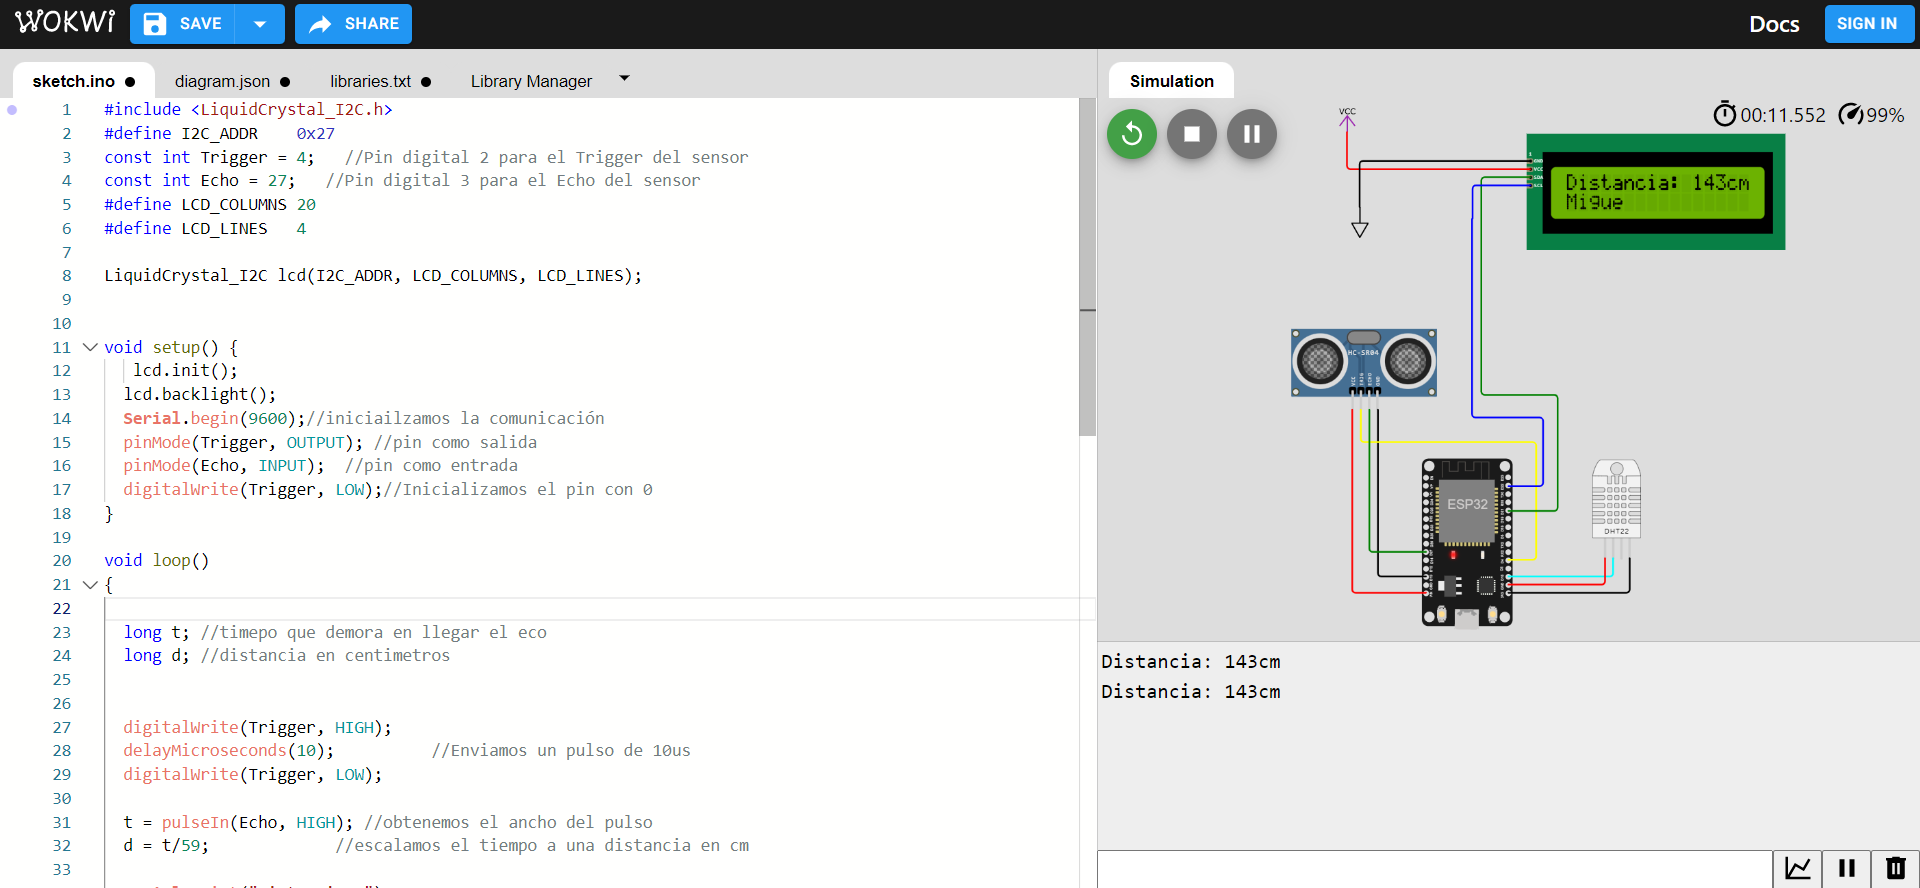 WOKWI SAVE SHARE Docs SIGN IN
sketch.ino ● diagram.json ● libraries.txt ● Library Manager
1 #include <LiquidCrystal_I2C.h>
2 #define I2C_ADDR    0x27
3 const int Trigger = 4;   //Pin digital 2 para el Trigger del sensor
4 const int Echo = 27;   //Pin digital 3 para el Echo del sensor
5 #define LCD_COLUMNS 20
6 #define LCD_LINES   4
7
8 LiquidCrystal_I2C lcd(I2C_ADDR, LCD_COLUMNS, LCD_LINES);
9
10
11 void setup() {
12    lcd.init();
13   lcd.backlight();
14   Serial.begin(9600);//iniciailzamos la comunicación
15   pinMode(Trigger, OUTPUT); //pin como salida
16   pinMode(Echo, INPUT);  //pin como entrada
17   digitalWrite(Trigger, LOW);//Inicializamos el pin con 0
18 }
19
20 void loop()
21 {
22
23   long t; //timepo que demora en llegar el eco
24   long d; //distancia en centimetros
25
26
27   digitalWrite(Trigger, HIGH);
28   delayMicroseconds(10);          //Enviamos un pulso de 10us
29   digitalWrite(Trigger, LOW);
30
31   t = pulseIn(Echo, HIGH); //obtenemos el ancho del pulso
32   d = t/59;             //escalamos el tiempo a una distancia en cm
33
Simulation
00:11.552 99%
VCC
1
GND
VCC
SDA
SCL
Distancia: 143cm
Migue
HC-SR04
VCC
TRIG
ECHO
GND
ESP32
DHT22
Distancia: 143cm
Distancia: 143cm